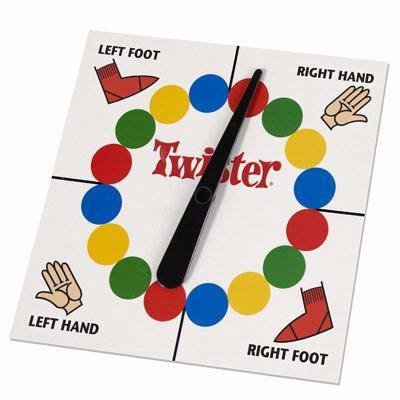 LEFT FOOT
RIGHT HAND
Twister
LEFT HAND
RIGHT FOOT